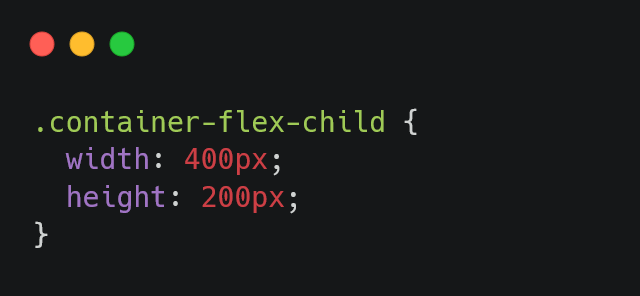 .container-flex-child {
  width: 400px;
  height: 200px;
}